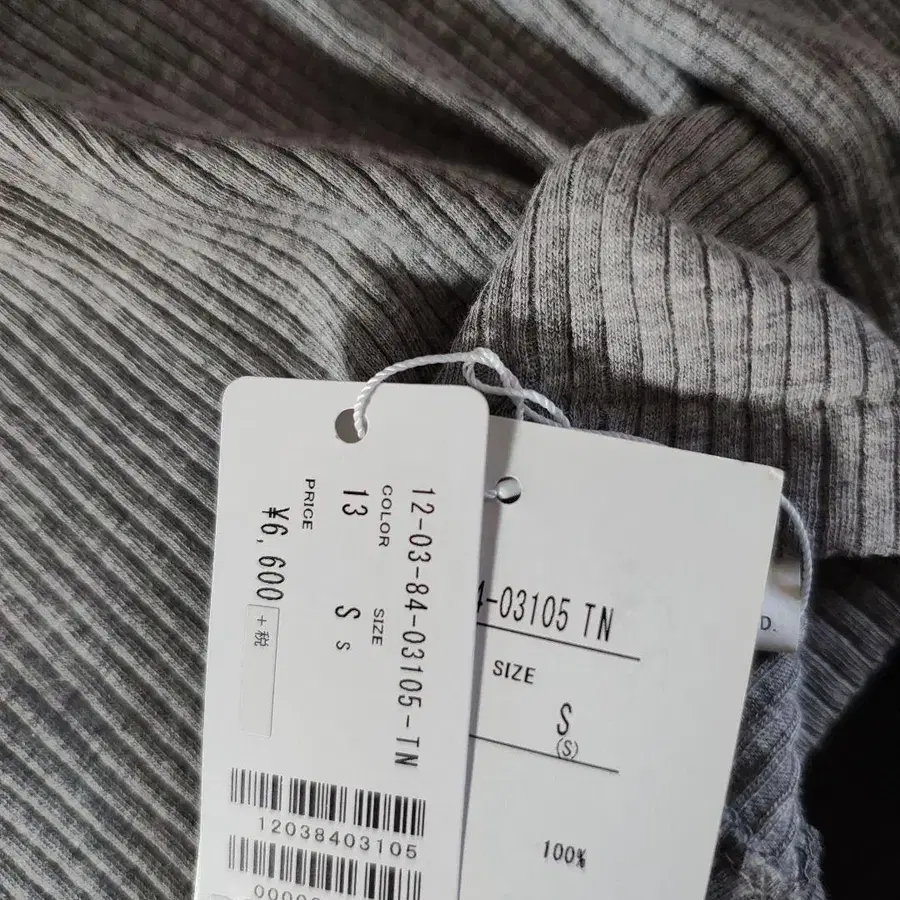 12-03-84-03105-TN
COLOR SIZE
13 S s
PRICE
¥6,600 +税
12038403105
4-03105 TN
SIZE
S
(S)
100%
D.